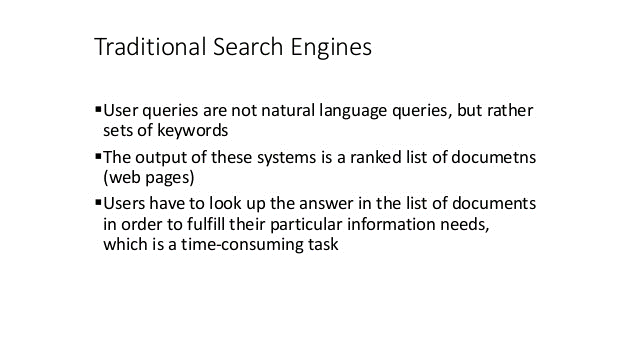 Traditional Search Engines
▪User queries are not natural language queries, but rather
sets of keywords
▪The output of these systems is a ranked list of documetns
(web pages)
▪Users have to look up the answer in the list of documents
in order to fulfill their particular information needs,
which is a time-consuming task